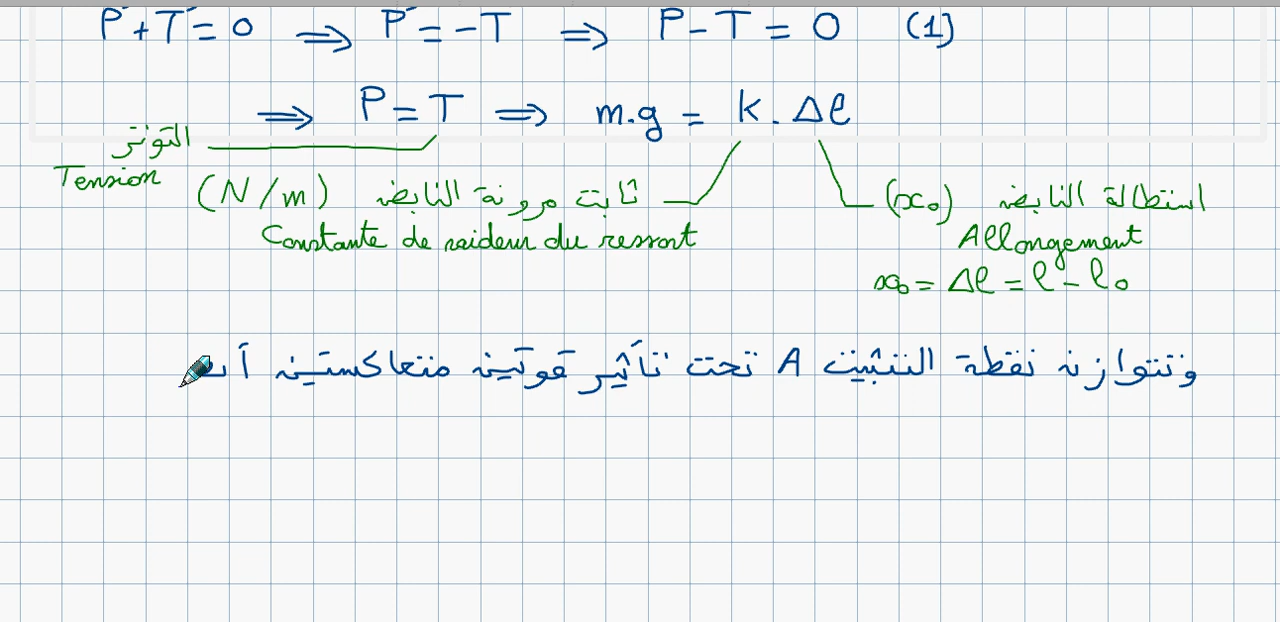 P⃗ + T⃗ = 0 ⟹ P⃗ = -T⃗ ⟹ P - T = 0 (1)
⟹ P = T ⟹ m.g = k . Δl
التوتر
Tension
ثابت مرونة النابض (N/m)
Constante de raideur du ressort
استطالة النابض (x₀)
Allongement
x₀ = Δl = l - l₀
وتتوازن نقطة التثبيت A تحت تأثير قوتين متعاكستين